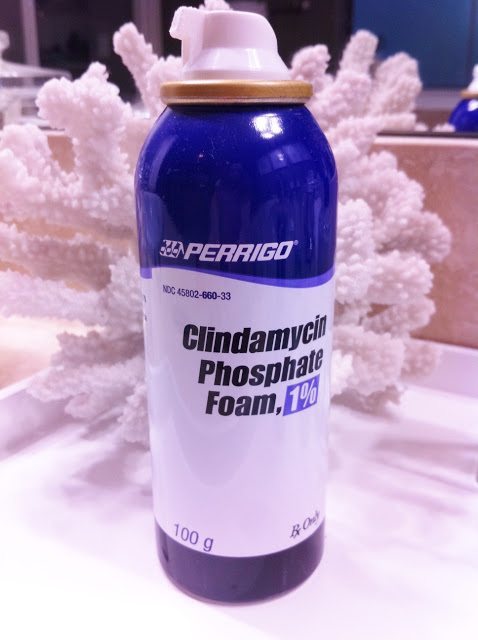 PERRIGO®
NDC 45802-660-33
Clindamycin
Phosphate
Foam, 1%
100 g
Rx Only